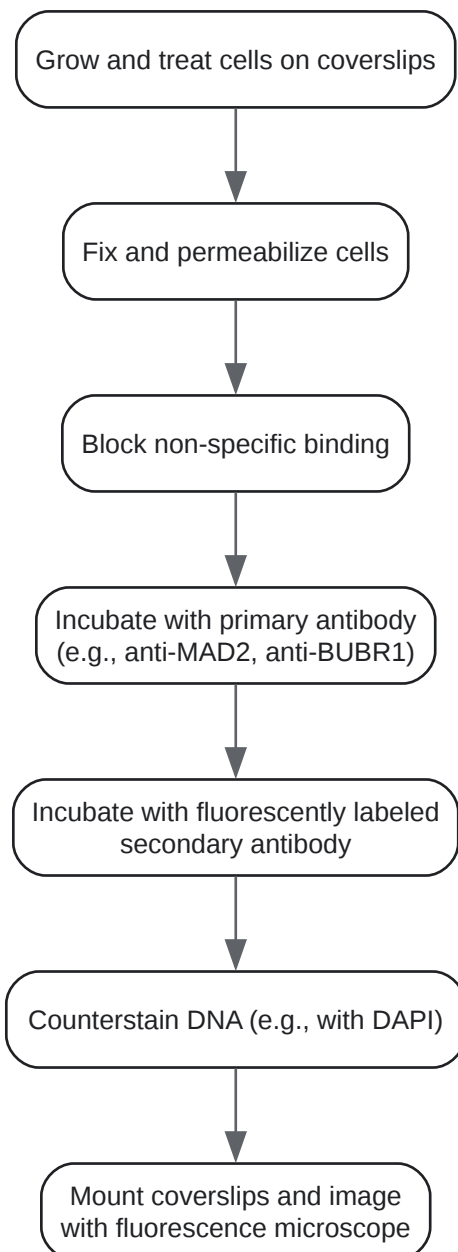 Grow and treat cells on coverslips
Fix and permeabilize cells
Block non-specific binding
Incubate with primary antibody
(e.g., anti-MAD2, anti-BUBR1)
Incubate with fluorescently labeled
secondary antibody
Counterstain DNA (e.g., with DAPI)
Mount coverslips and image
with fluorescence microscope